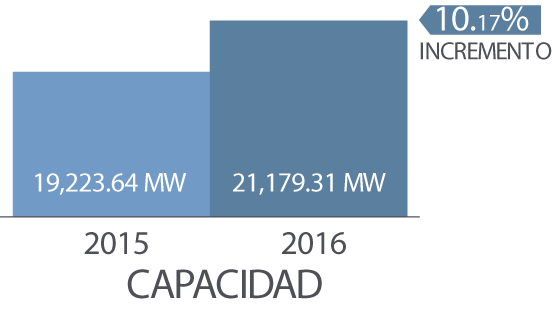 10.17%
INCREMENTO
19,223.64 MW
21,179.31 MW
2015
2016
CAPACIDAD